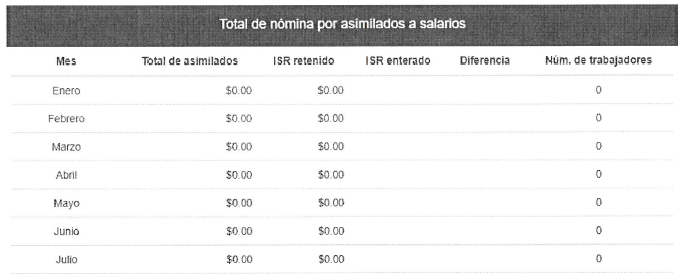 Total de nómina por asimilados a salarios
Mes Total de asimilados ISR retenido ISR enterado Diferencia Núm. de trabajadores
Enero $0.00 $0.00 0
Febrero $0.00 $0.00 0
Marzo $0.00 $0.00 0
Abril $0.00 $0.00 0
Mayo $0.00 $0.00 0
Junio $0.00 $0.00 0
Julio $0.00 $0.00 0